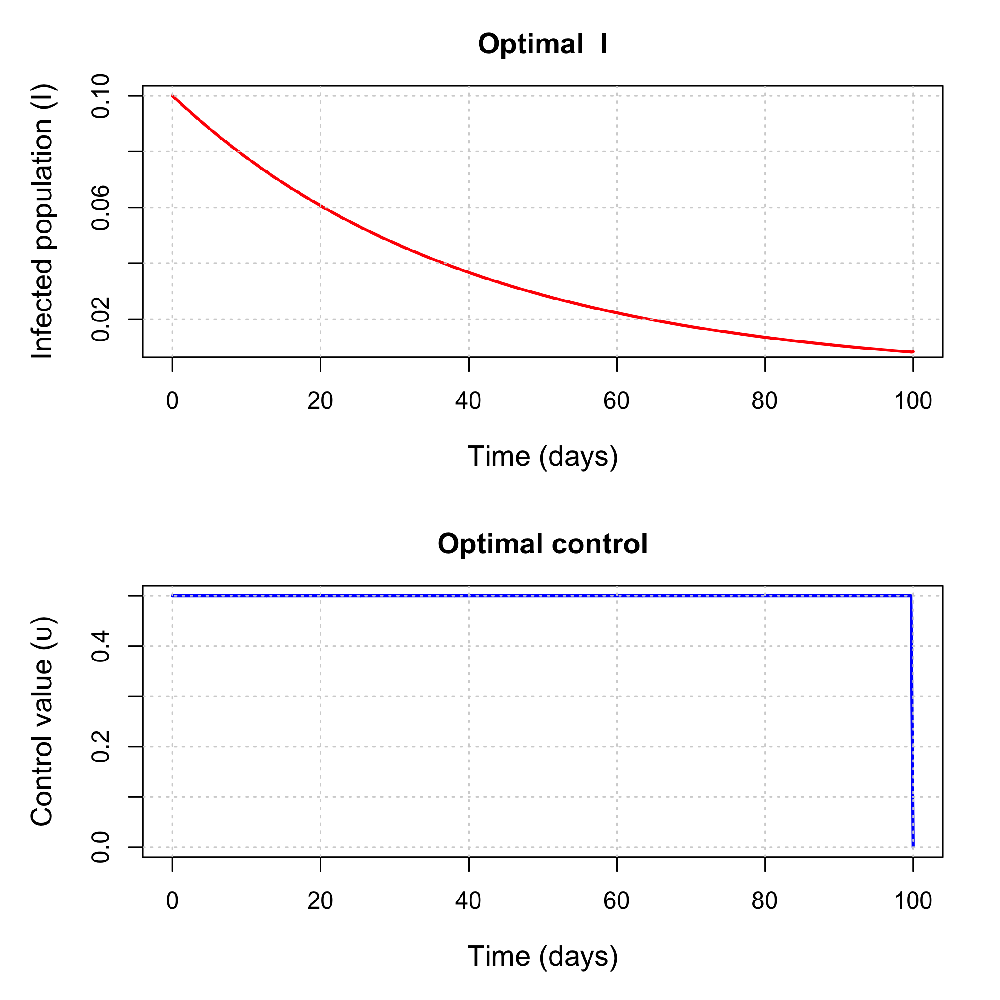 Optimal  I
Infected population (I)
0.10
0.06
0.02
0 20 40 60 80 100
Time (days)
Optimal control
Control value (u)
0.4
0.2
0.0
0 20 40 60 80 100
Time (days)